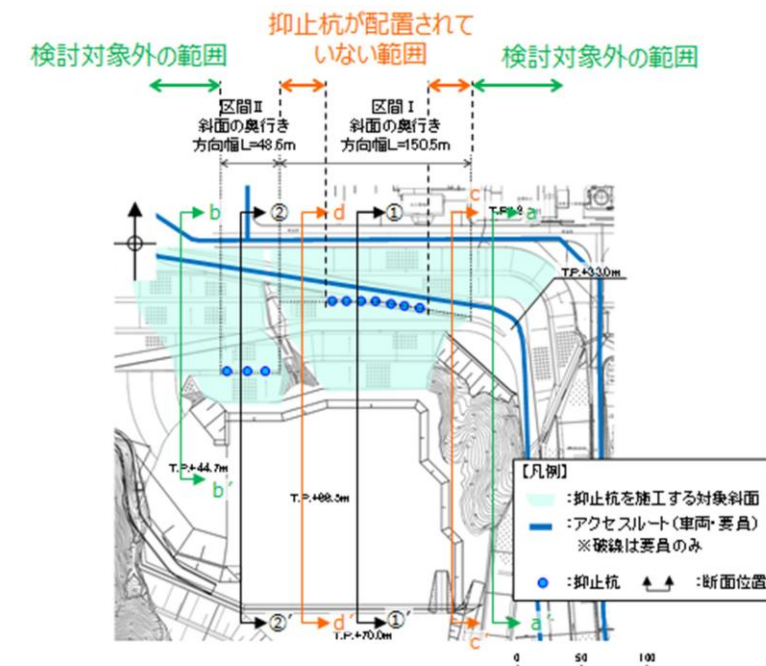 抑止杭が配置されて
いない範囲
検討対象外の範囲
検討対象外の範囲
区間Ⅱ
斜面の奥行き
方向幅L=48.6m
区間Ⅰ
斜面の奥行き
方向幅L=150.5m
b
②
d
①
c
a
T.P.+33.0m
T.P.+44.7m
b′
②′
d′
①′
c′
a′
T.P.+70.0m
【凡例】
:抑止杭を施工する対象斜面
:アクセスルート(車両・要員)
※破線は要員のみ
:抑止杭
:断面位置
0 50 100